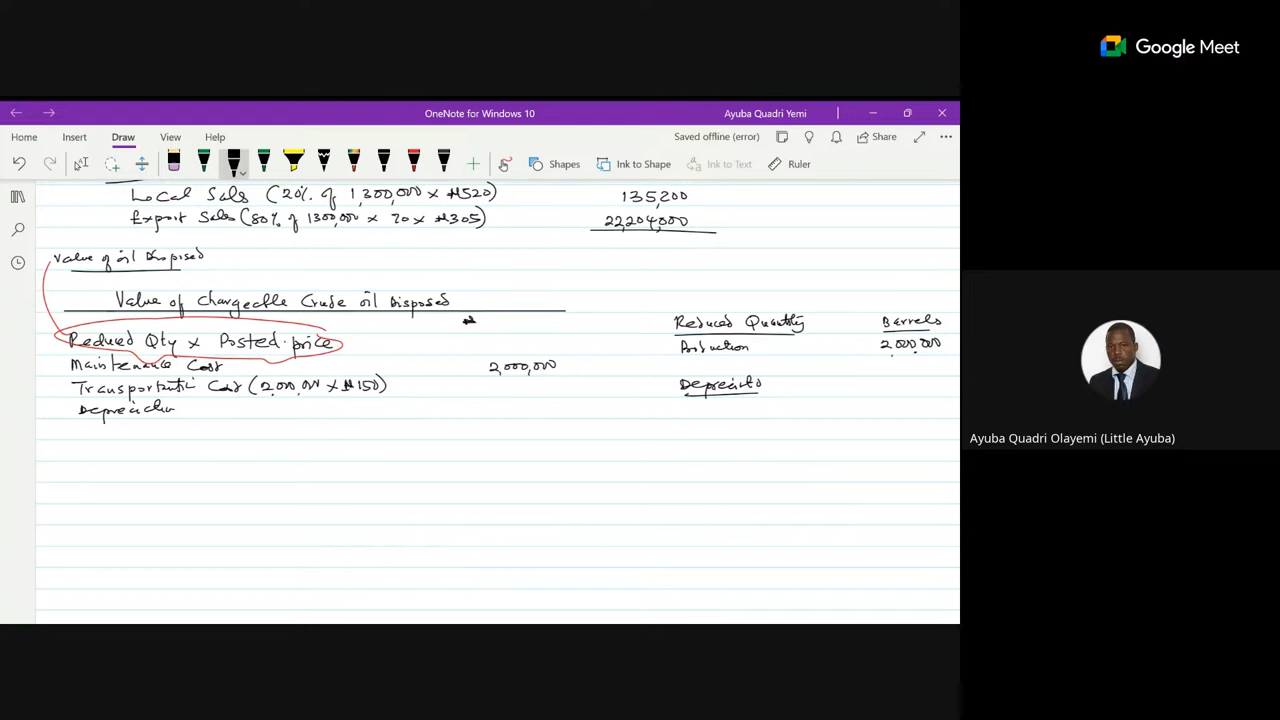 Google Meet
OneNote for Windows 10
Ayuba Quadri Yemi
Home Insert Draw View Help
Saved offline (error)
Share
Shapes
Ink to Shape
Ink to Text
Ruler
Local Sales (20% of 1,300,000 × ₦520) 135,200
Export Sales (80% of 1300,000 × 70 × ₦305) 22,204,000
Value of oil Disposed
Value of Chargeable Crude oil Disposed
₦
Reduced Quantity Barrels
Reduced Qty × Posted price
Production 2,000,000
Maintenance Cost 2,000,000
Transportation Cost (2,000,000 × ₦150)
Depreciatio
Depreciation
Ayuba Quadri Olayemi (Little Ayuba)